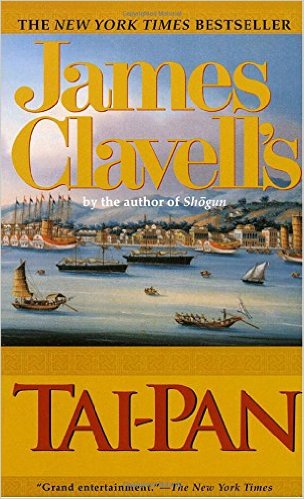 THE NEW YORK TIMES BESTSELLER
James
Clavell's
by the author of Shōgun
TAI-PAN
"Grand entertainment."—The New York Times